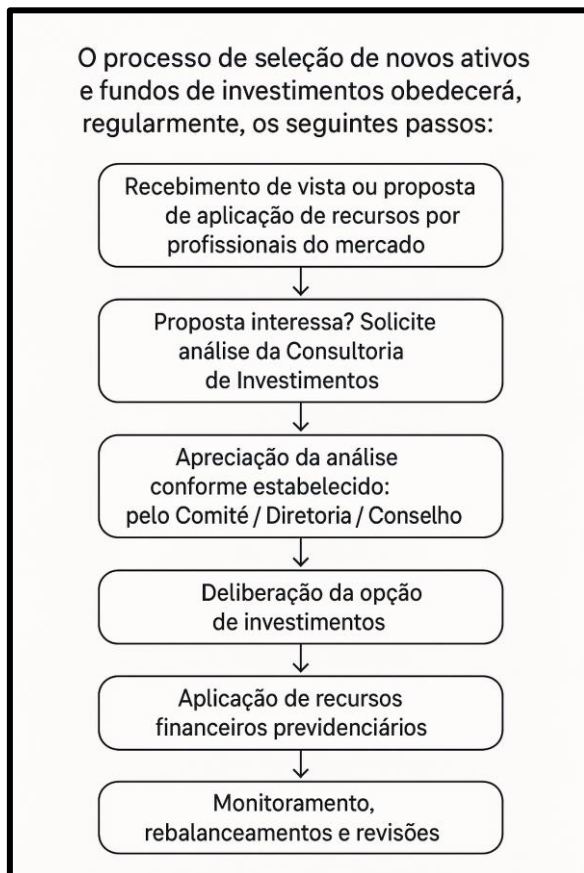 O processo de seleção de novos ativos
e fundos de investimentos obedecerá,
regularmente, os seguintes passos:
Recebimento de vista ou proposta
de aplicação de recursos por
profissionais do mercado
Proposta interessa? Solicite
análise da Consultoria
de Investimentos
Apreciação da análise
conforme estabelecido:
pelo Comité / Diretoria / Conselho
Deliberação da opção
de investimentos
Aplicação de recursos
financeiros previdenciários
Monitoramento,
rebalanceamentos e revisões